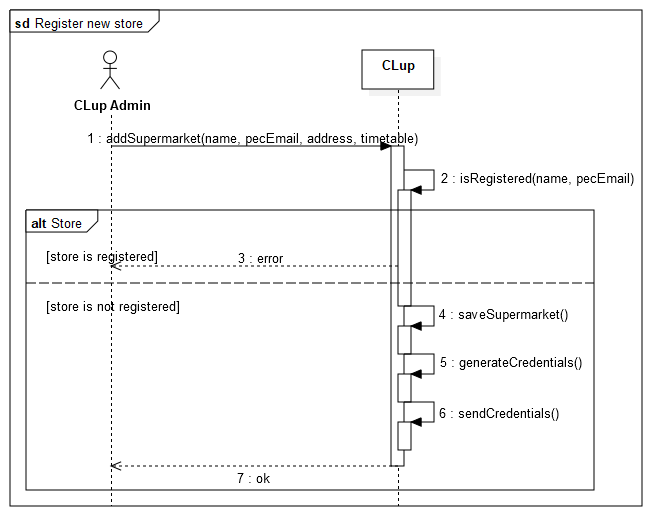 sd Register new store
CLup
CLup Admin
1 : addSupermarket(name, pecEmail, address, timetable)
2 : isRegistered(name, pecEmail)
alt Store
[store is registered]
3 : error
[store is not registered]
4 : saveSupermarket()
5 : generateCredentials()
6 : sendCredentials()
7 : ok